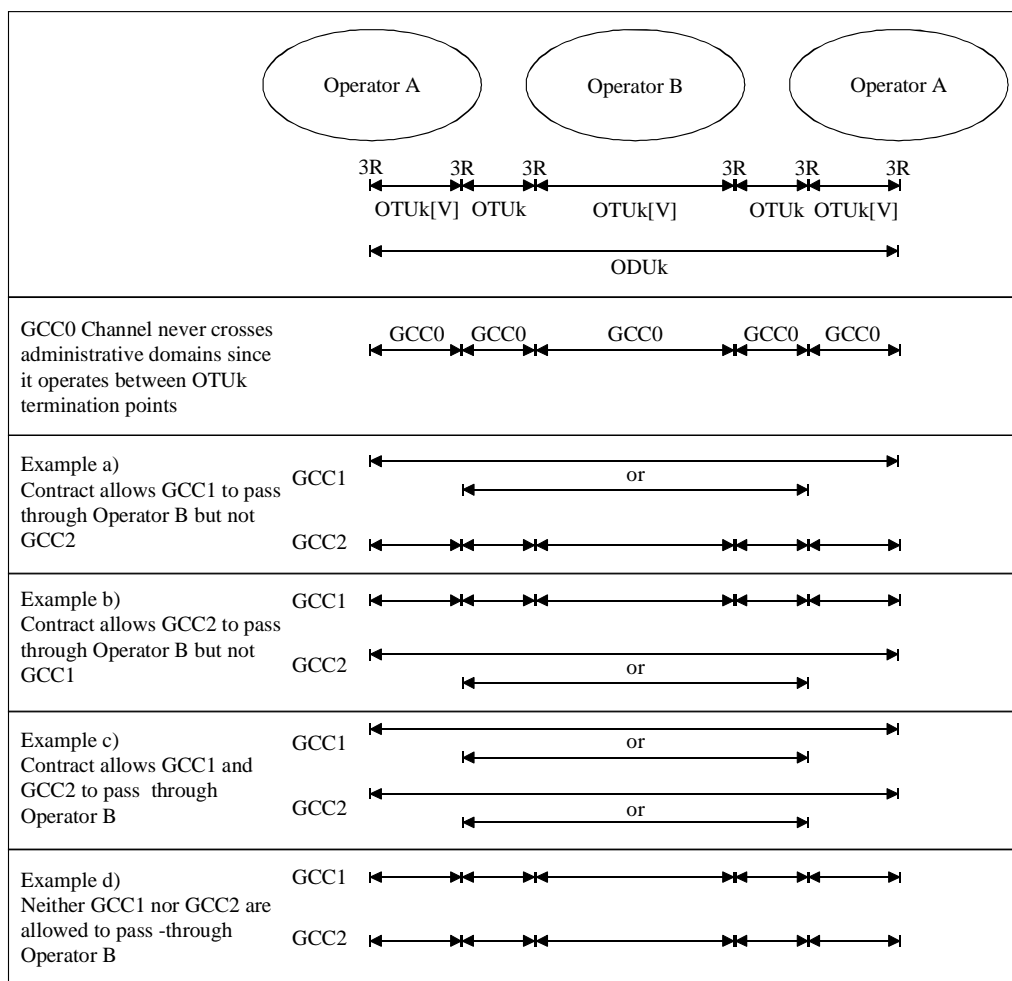 Operator A Operator B Operator A
3R 3R 3R 3R 3R 3R
OTUk[V] OTUk OTUk[V] OTUk OTUk[V]
ODUk
GCC0 Channel never crosses
administrative domains since
it operates between OTUk
termination points
GCC0 GCC0 GCC0 GCC0 GCC0
Example a)
Contract allows GCC1 to pass
through Operator B but not
GCC2
GCC1
or
GCC2
Example b)
Contract allows GCC2 to pass
through Operator B but not
GCC1
GCC1
GCC2
or
Example c)
Contract allows GCC1 and
GCC2 to pass through
Operator B
GCC1
or
GCC2
or
Example d)
Neither GCC1 nor GCC2 are
allowed to pass -through
Operator B
GCC1
GCC2